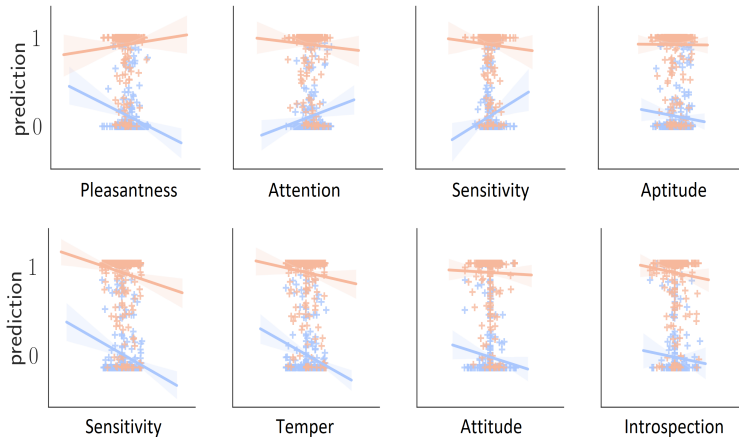 prediction
1
0
Pleasantness
Attention
Sensitivity
Aptitude
prediction
1
0
Sensitivity
Temper
Attitude
Introspection